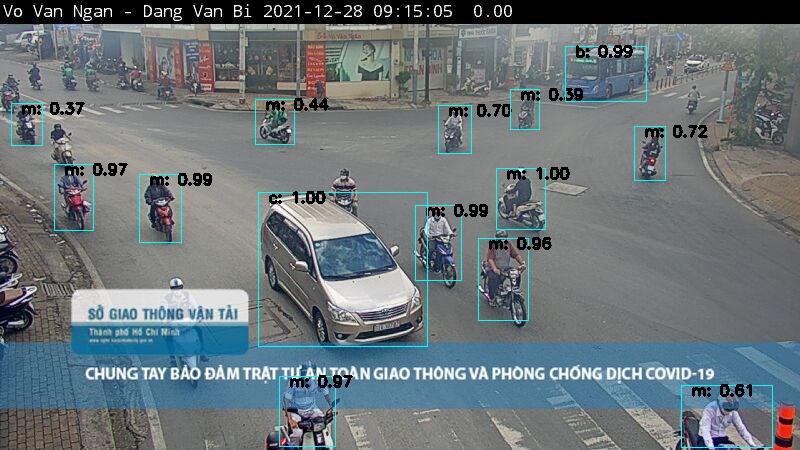 Vo Van Ngan - Dang Van Bi 2021-12-28 09:15:05 0.00
b: 0.99
m: 0.37
m: 0.44
m: 0.70
m: 0.39
m: 0.72
m: 0.97
m: 0.99
m: 1.00
c: 1.00
m: 0.99
m: 0.96
SỞ GIAO THÔNG VẬN TẢI
Thành phố Hồ Chí Minh
CHUNG TAY BẢO ĐẢM TRẬT TỰ AN TOÀN GIAO THÔNG VÀ PHÒNG CHỐNG DỊCH COVID-19
m: 0.97
m: 0.61